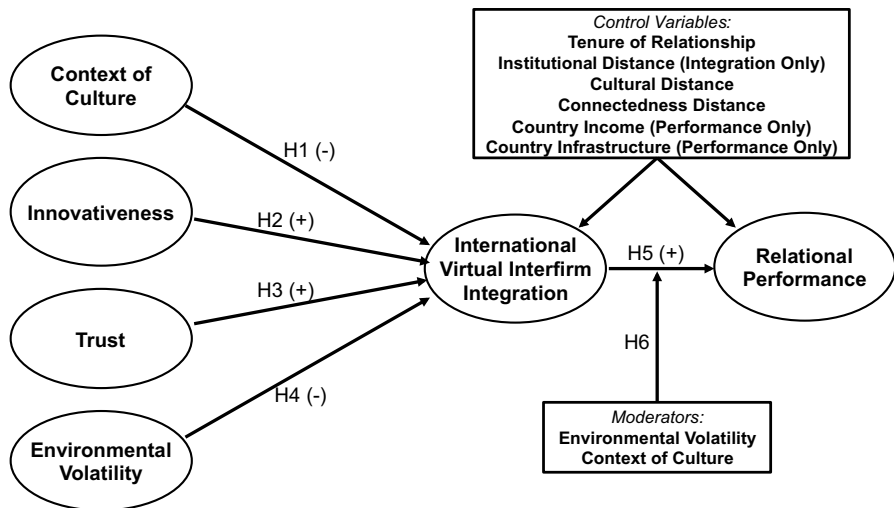 Control Variables:
Tenure of Relationship
Institutional Distance (Integration Only)
Cultural Distance
Connectedness Distance
Country Income (Performance Only)
Country Infrastructure (Performance Only)
Context of
Culture
H1 (-)
Innovativeness
H2 (+)
International
Virtual Interfirm
Integration
H5 (+)
Relational
Performance
H3 (+)
Trust
H6
H4 (-)
Environmental
Volatility
Moderators:
Environmental Volatility
Context of Culture